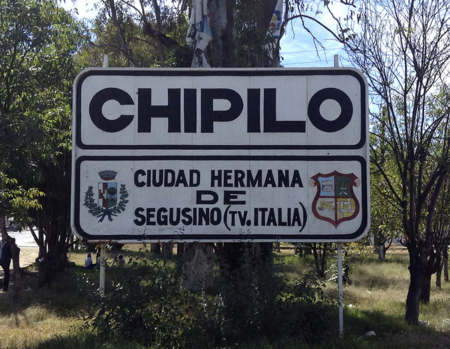 CHIPILO
CIUDAD HERMANA
DE
SEGUSINO (TV. ITALIA)